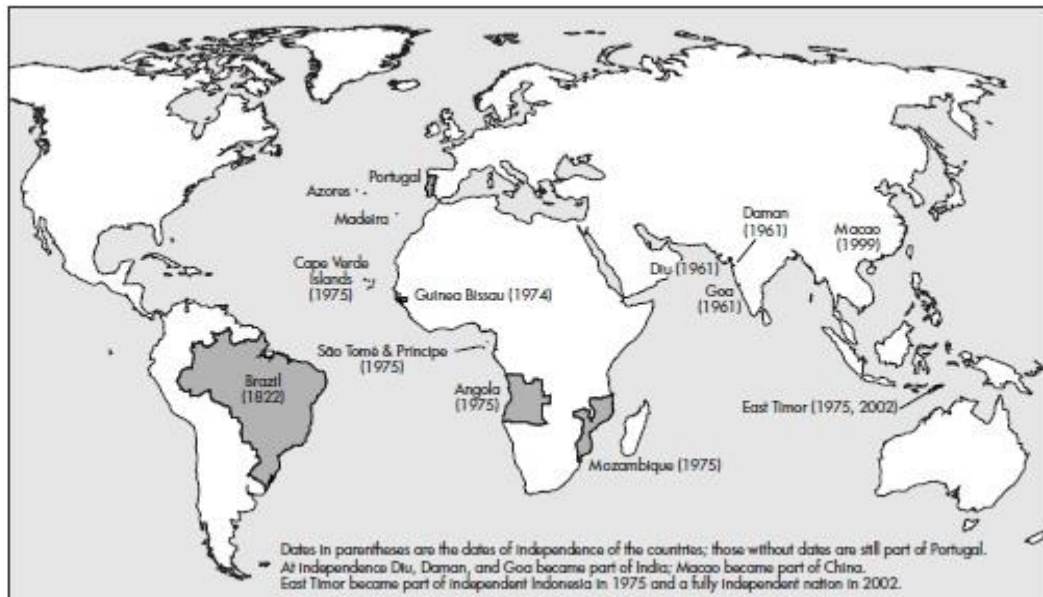 Portugal
Azores
Madeira
Daman
(1961)
Macao
(1999)
Cape Verde
Islands
(1975)
Diu (1961)
Goa
(1961)
Guinea Bissau (1974)
São Tomé & Príncipe
(1975)
Brazil
(1822)
Angola
(1975)
East Timor (1975, 2002)
Mozambique (1975)
Dates in parentheses are the dates of independence of the countries; those without dates are still part of Portugal.
At independence Diu, Daman, and Goa became part of India; Macao became part of China.
East Timor became part of independent Indonesia in 1975 and a fully independent nation in 2002.